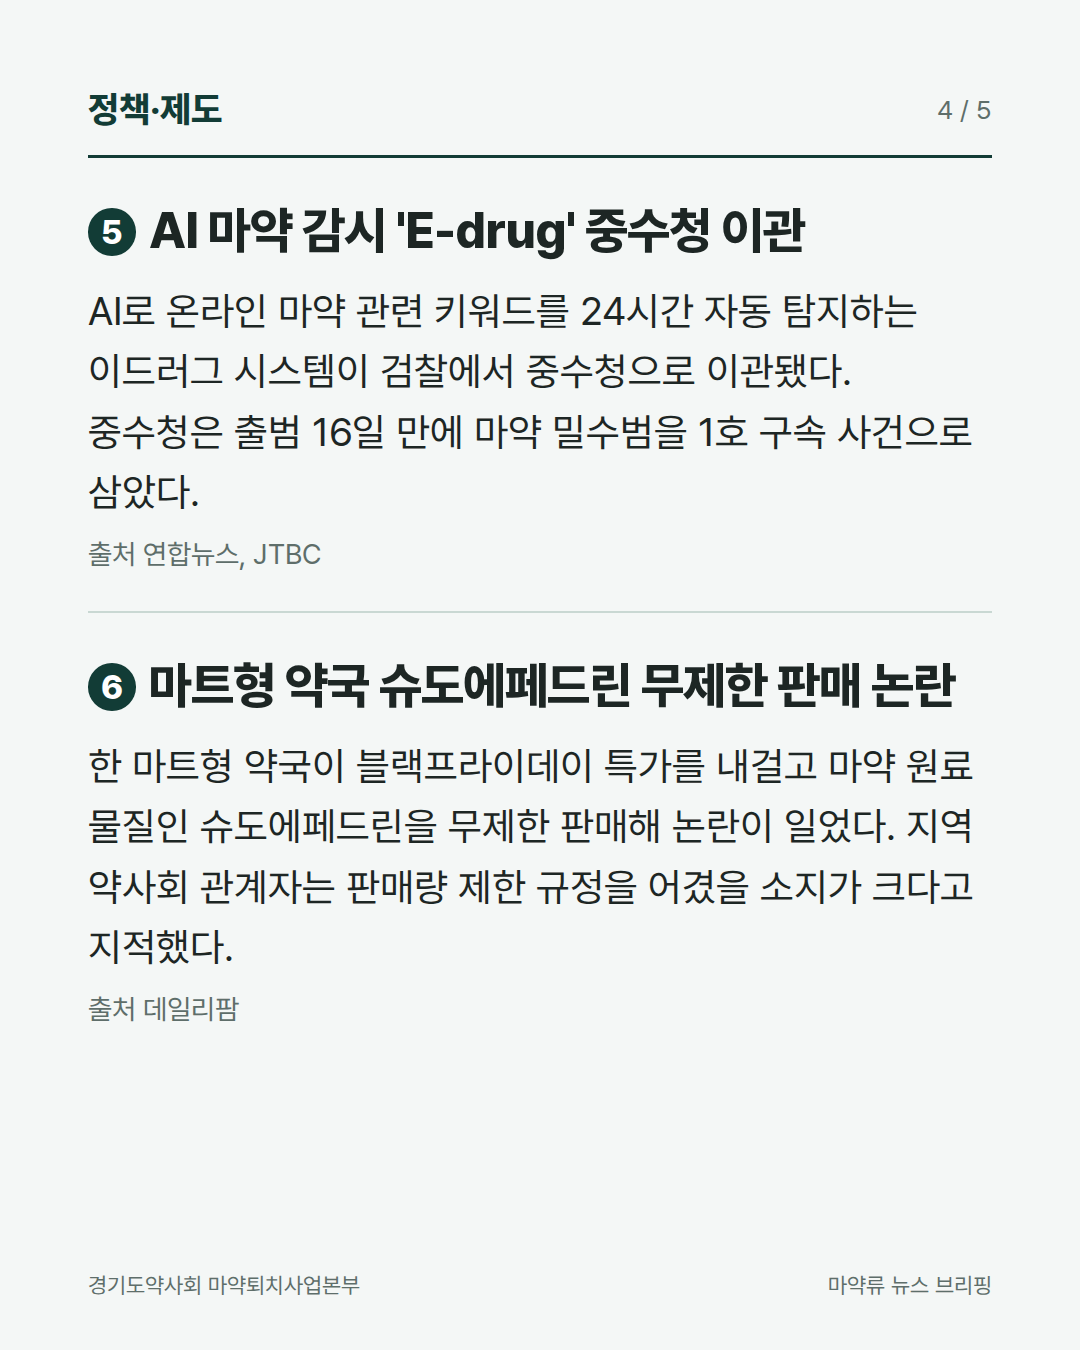 정책·제도
4 / 5
5 AI 마약 감시 'E-drug' 중수청 이관
AI로 온라인 마약 관련 키워드를 24시간 자동 탐지하는
이드러그 시스템이 검찰에서 중수청으로 이관됐다.
중수청은 출범 16일 만에 마약 밀수범을 1호 구속 사건으로
삼았다.
출처 연합뉴스, JTBC
6 마트형 약국 슈도에페드린 무제한 판매 논란
한 마트형 약국이 블랙프라이데이 특가를 내걸고 마약 원료
물질인 슈도에페드린을 무제한 판매해 논란이 일었다. 지역
약사회 관계자는 판매량 제한 규정을 어겼을 소지가 크다고
지적했다.
출처 데일리팜
경기도약사회 마약퇴치사업본부
마약류 뉴스 브리핑